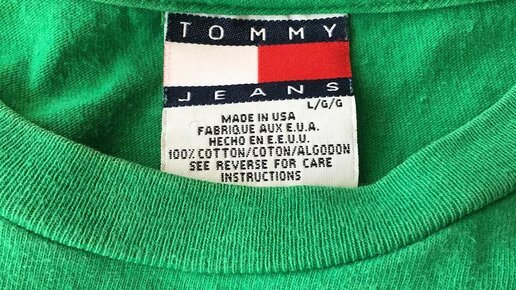 TOMMY
JEANS
L/G/G
MADE IN USA
FABRIQUE AUX E.U.A.
HECHO EN E.E.U.U.
100% COTTON/COTON/ALGODON
SEE REVERSE FOR CARE
INSTRUCTIONS